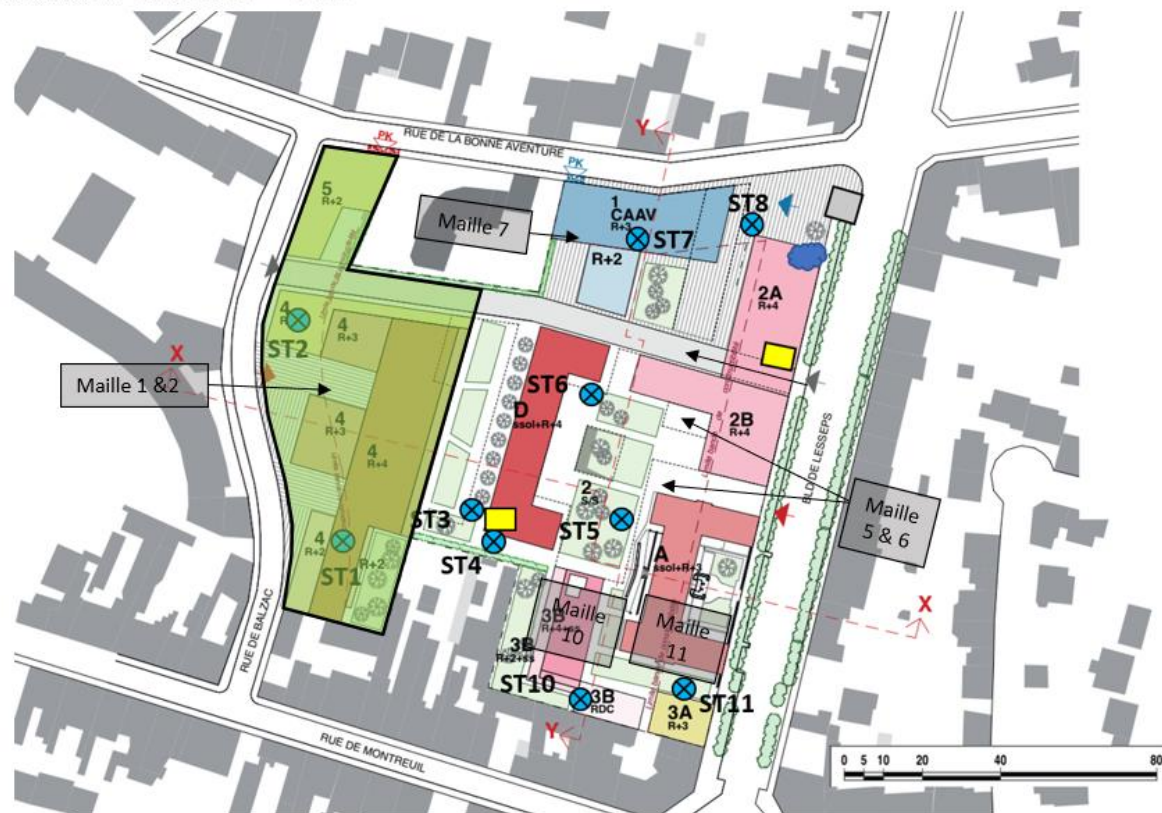 RUE DE LA BONNE AVENTURE
Y
PK
PK
5
R+2
Maille 7
1
CAAV
R+3
ST7
ST8
R+2
2A
R+4
4
ST2
4
R+3
X
Maille 1 &2
ST6
D
ssol+R+4
2B
R+4
BLD DE LESSEPS
4
R+3
4
R+4
2
s/s
Maille
5 & 6
ST3
ST5
ST4
4
R+2
ST1
R+2
A
ssol+R+3
X
RUE DE BALZAC
Maille
10
3B
R+4+ss
Maille
11
3B
R+2+ss
ST10
3B
RDC
ST11
3A
R+3
Y
RUE DE MONTREUIL
0 5 10 20 40 80